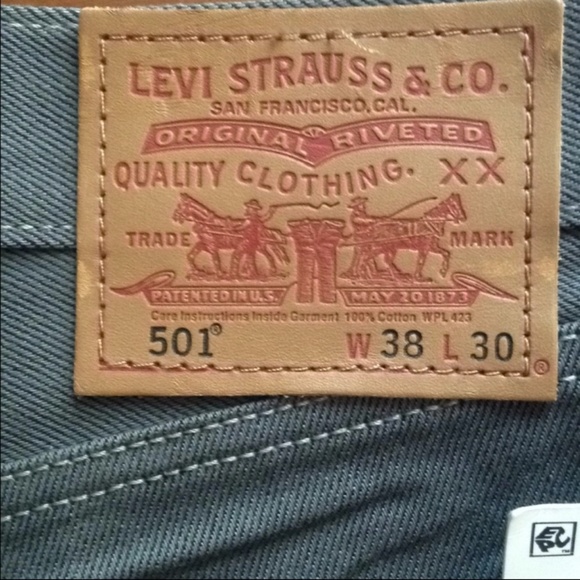 LEVI STRAUSS & CO.
SAN FRANCISCO, CAL.
ORIGINAL RIVETED
QUALITY CLOTHING. XX
TRADE MARK
PATENTED IN U.S. MAY 20 1873
Care Instructions Inside Garment 100% Cotton WPL 423
501® W 38 L 30
®